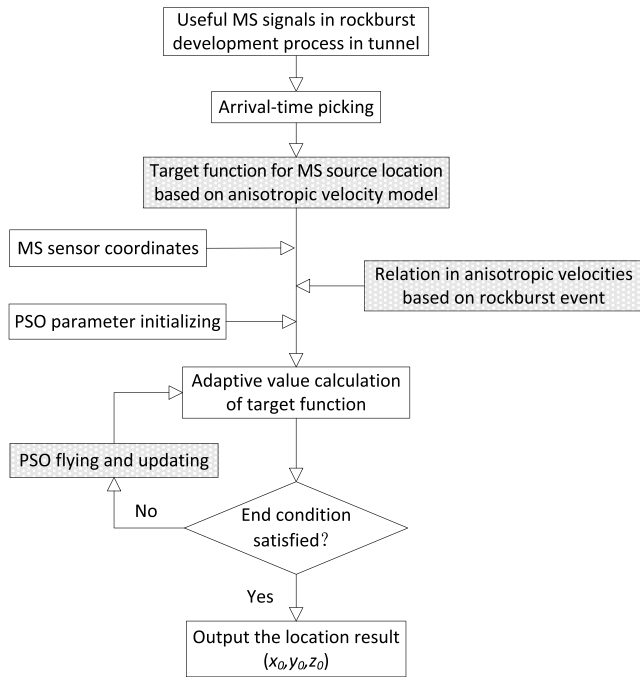 Useful MS signals in rockburst
development process in tunnel
Arrival-time picking
Target function for MS source location
based on anisotropic velocity model
MS sensor coordinates
Relation in anisotropic velocities
based on rockburst event
PSO parameter initializing
Adaptive value calculation
of target function
PSO flying and updating
No
End condition
satisfied?
Yes
Output the location result
(x₀,y₀,z₀)